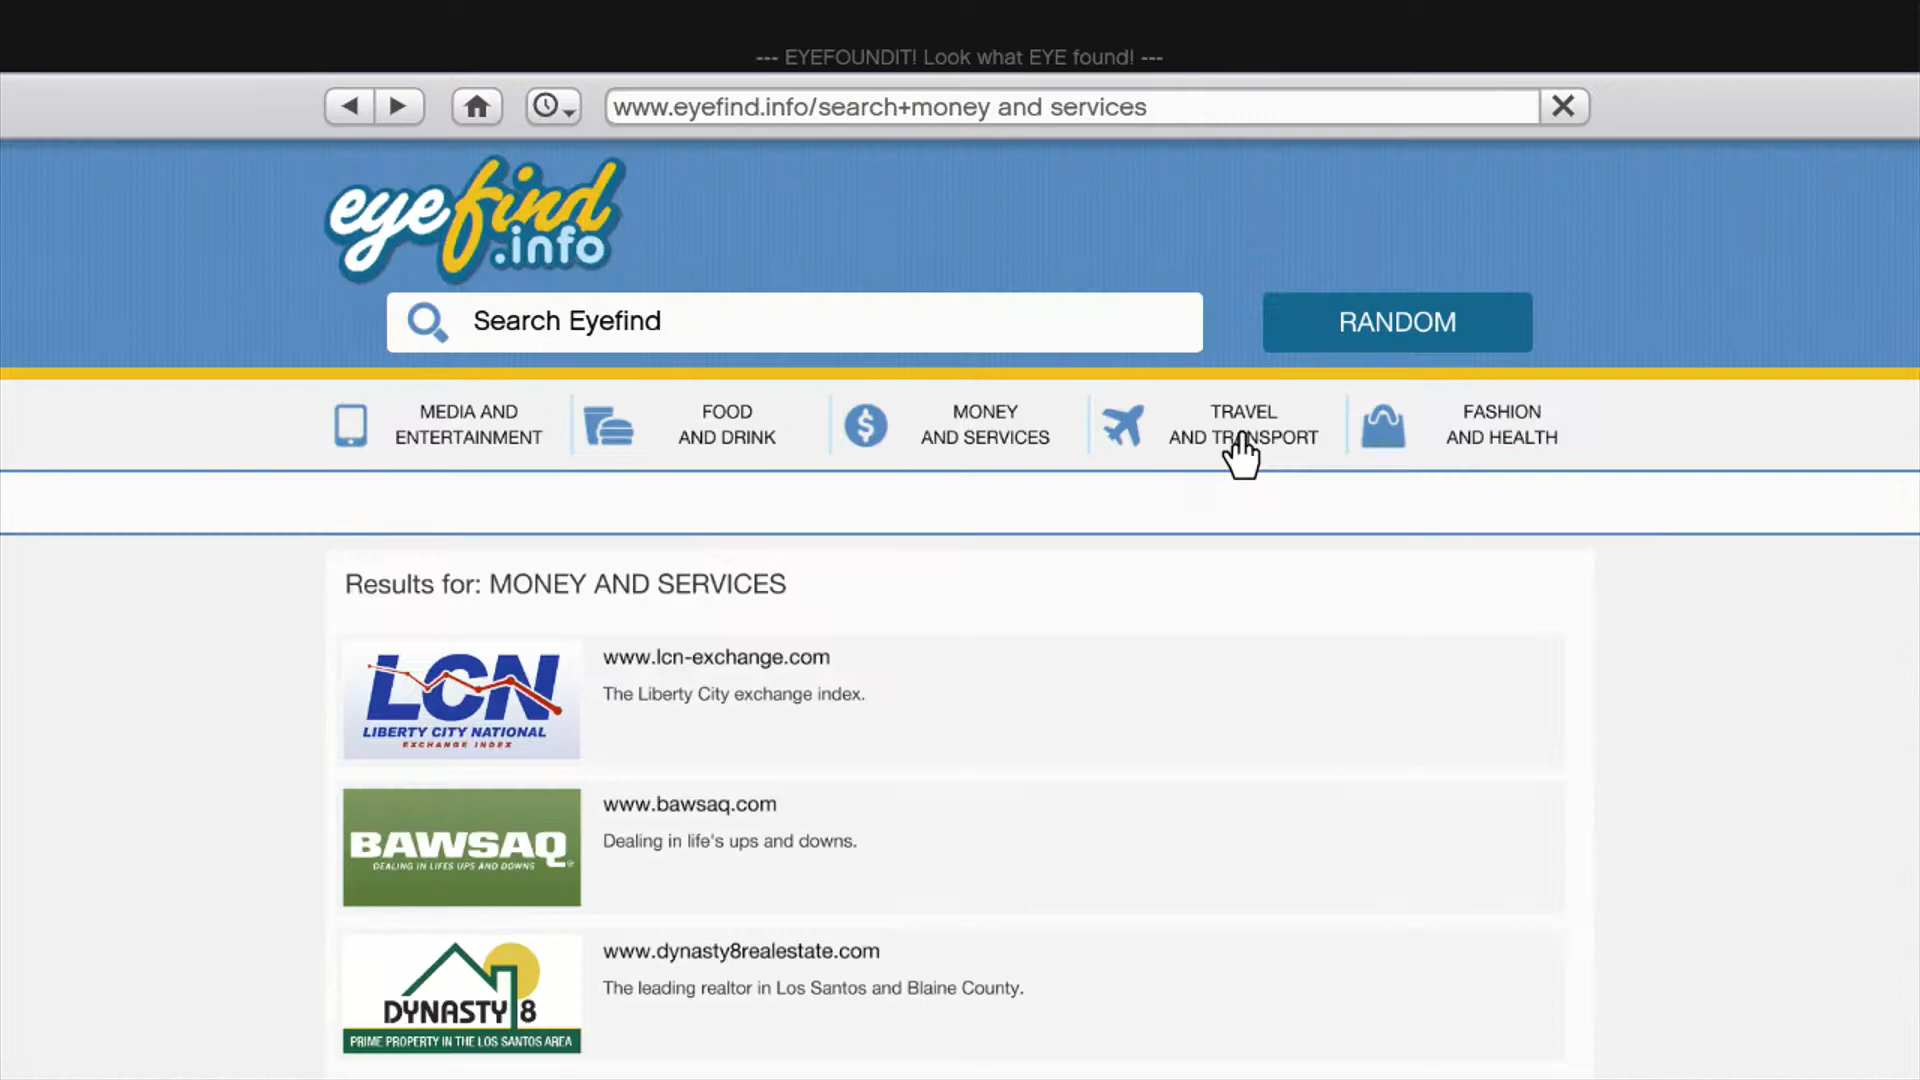 --- EYEFOUNDIT! Look what EYE found! ---
www.eyefind.info/search+money and services
eyefind
.info
Search Eyefind
RANDOM
MEDIA AND
ENTERTAINMENT
FOOD
AND DRINK
MONEY
AND SERVICES
TRAVEL
AND TRANSPORT
FASHION
AND HEALTH
Results for: MONEY AND SERVICES
LCN
LIBERTY CITY NATIONAL
EXCHANGE INDEX
www.lcn-exchange.com
The Liberty City exchange index.
BAWSAQ
DEALING IN LIFES UPS AND DOWNS
www.bawsaq.com
Dealing in life's ups and downs.
DYNASTY 8
PRIME PROPERTY IN THE LOS SANTOS AREA
www.dynasty8realestate.com
The leading realtor in Los Santos and Blaine County.